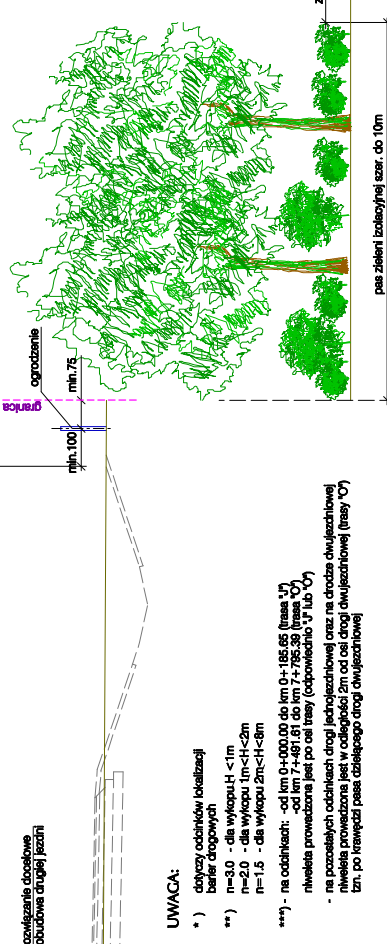 ozwiązanie docelowe
obudowa drugiej jezdni
min.100
min.75
granica
ogrodzenie
pas zieleni izolacyjnej szer. do 10m
UWAGA:
* ) dotyczy odcinków lokalizacji
barier drogowych
** ) n=3.0 - dla wykopu.H <1m
n=2.0 - dla wykopu 1m<H<2m
n=1.5 - dla wykopu 2m<H<8m
***) - na odcinkach: -od km 0+000.00 do km 0+185.65 (trasa "J")
-od km 7+491.61 do km 7+795.39 (trasa "O")
niweleta prowadzona jest po osi trasy (odpowiednio "J" lub "O")
- na pozostałych odcinkach drogi jednojezdniowej oraz na drodze dwujezdniowej
niweleta prowadzona jest w odległości 2m od osi drogi dwujezdniowej (trasy "O")
tzn. po krawędzi pasa dzielącego drogi dwujezdniowej